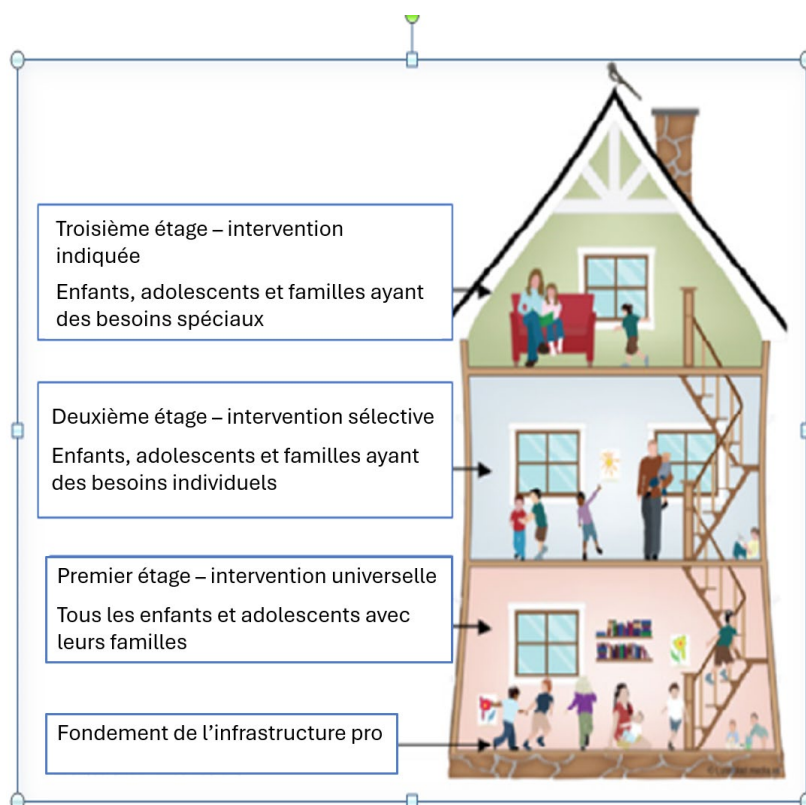 Troisième étage – intervention
indiquée
Enfants, adolescents et familles ayant
des besoins spéciaux
Deuxième étage – intervention sélective
Enfants, adolescents et familles ayant
des besoins individuels
Premier étage – intervention universelle
Tous les enfants et adolescents avec
leurs familles
Fondement de l’infrastructure pro